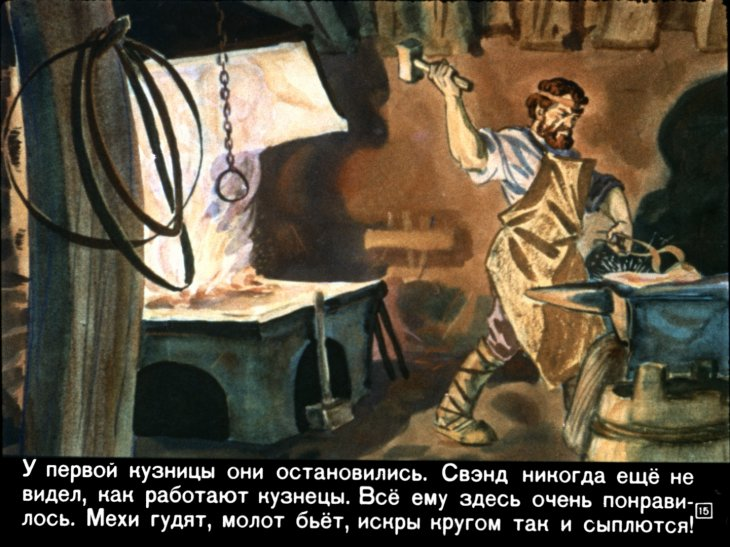 У первой кузницы они остановились. Свэнд никогда ещё не
видел, как работают кузнецы. Всё ему здесь очень понрави-
лось. Мехи гудят, молот бьёт, искры кругом так и сыплются!
15